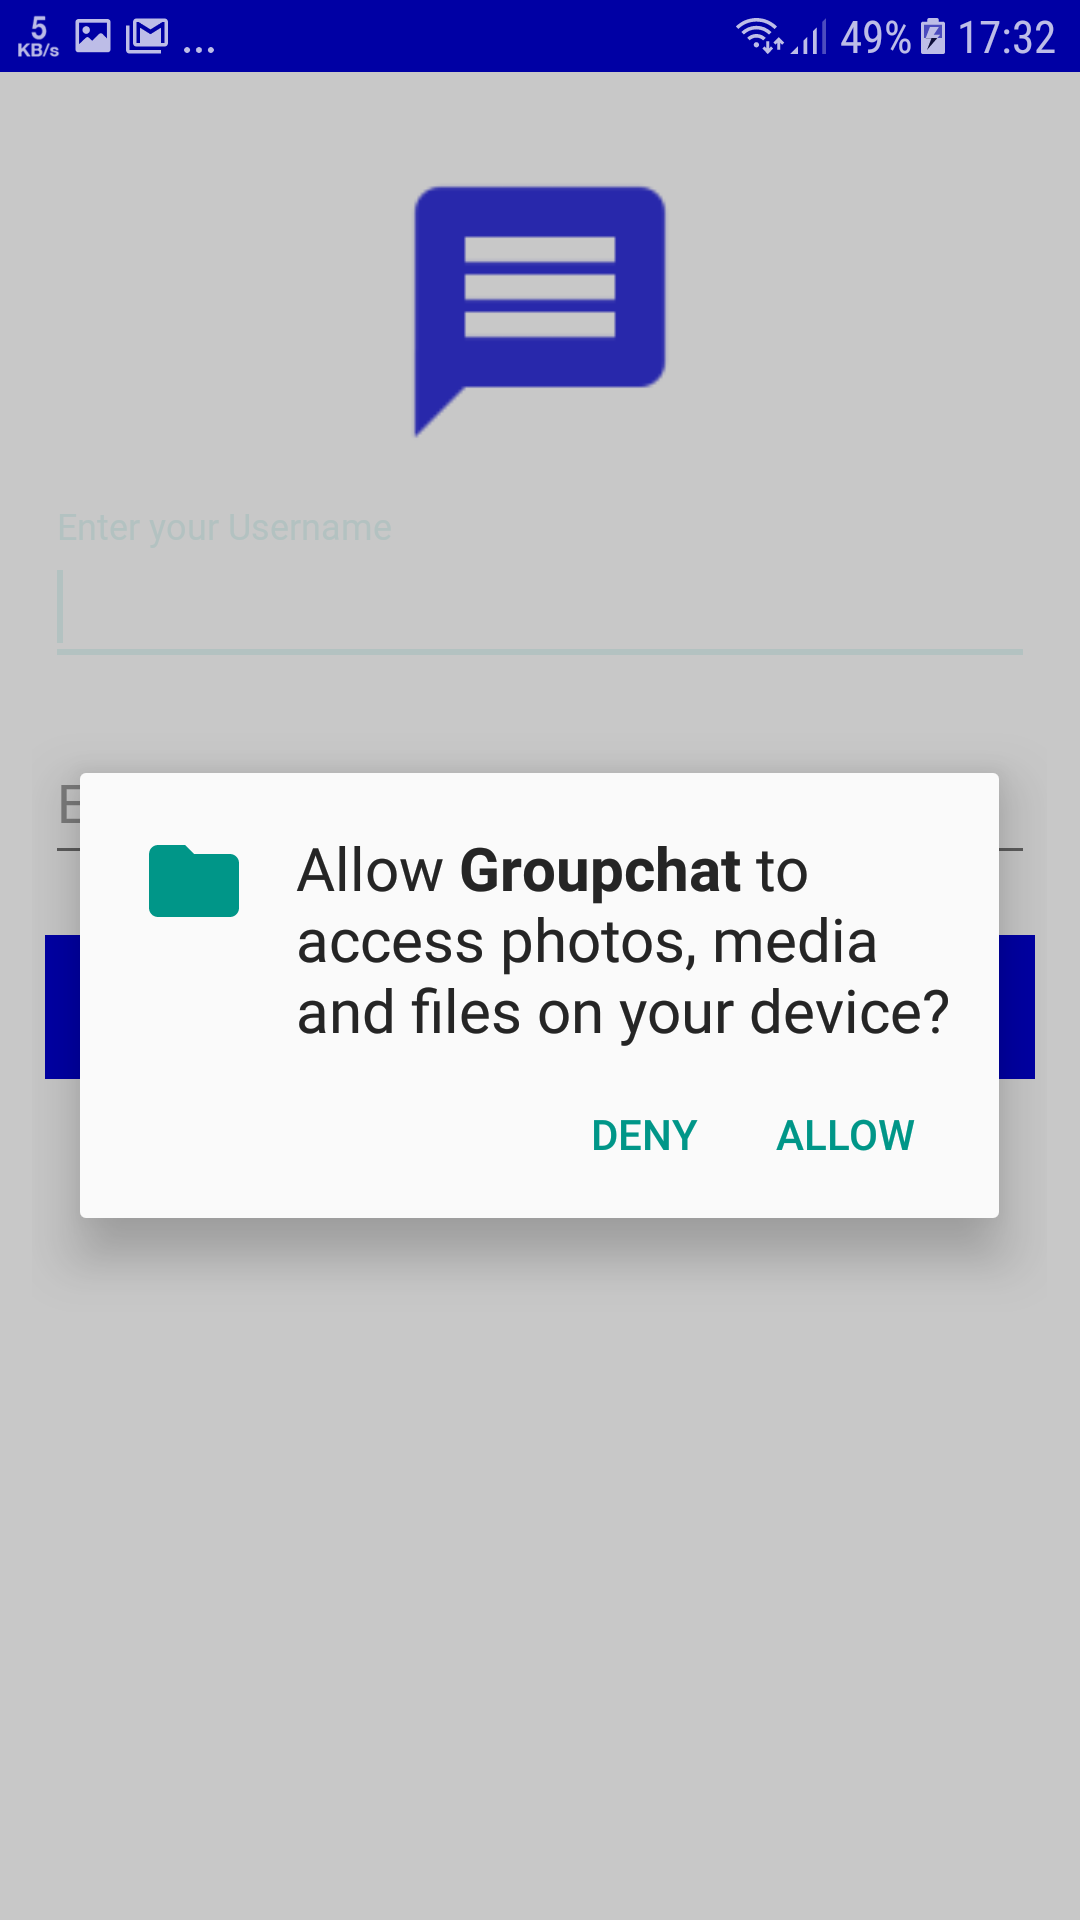 5
KB/s
... 49% 17:32
Enter your Username
E
Allow Groupchat to
access photos, media
and files on your device?
DENY ALLOW